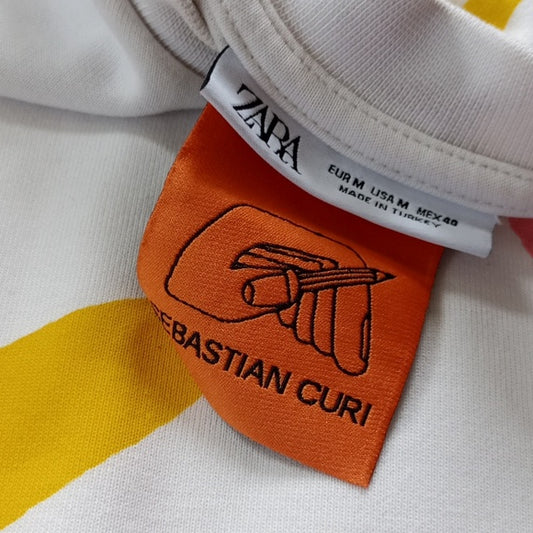 ZARA
EUR M USA M MEX 40
MADE IN TURKEY
SEBASTIAN CURI